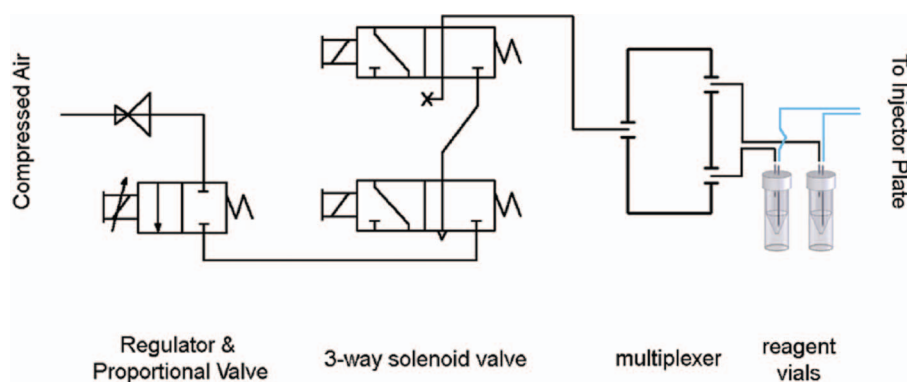 Compressed Air
To Injector Plate
Regulator &
Proportional Valve
3-way solenoid valve
multiplexer
reagent
vials